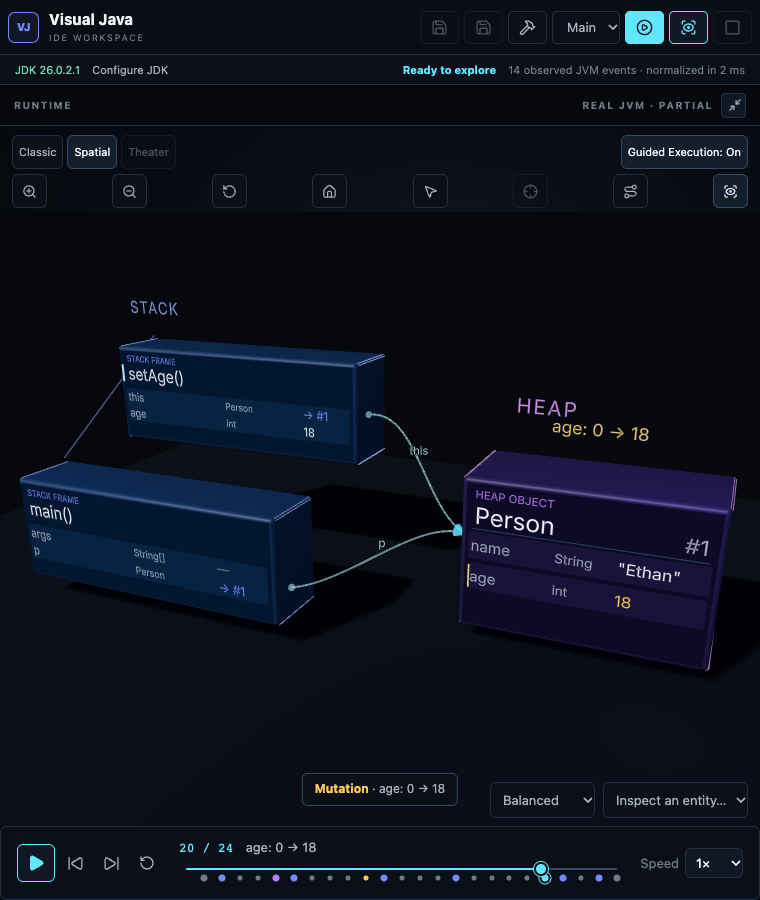 VJ Visual Java
IDE WORKSPACE
Main
JDK 26.0.2.1 Configure JDK Ready to explore 14 observed JVM events · normalized in 2 ms
RUNTIME REAL JVM · PARTIAL
Classic Spatial Theater Guided Execution: On
STACK
STACK FRAME
setAge()
this Person → #1
age int 18
this
HEAP
age: 0 → 18
STACK FRAME
main()
args String[] —
p Person → #1
p
HEAP OBJECT
Person #1
name String "Ethan"
age int 18
Mutation · age: 0 → 18
Balanced Inspect an entity...
20 / 24 age: 0 → 18
Speed 1×